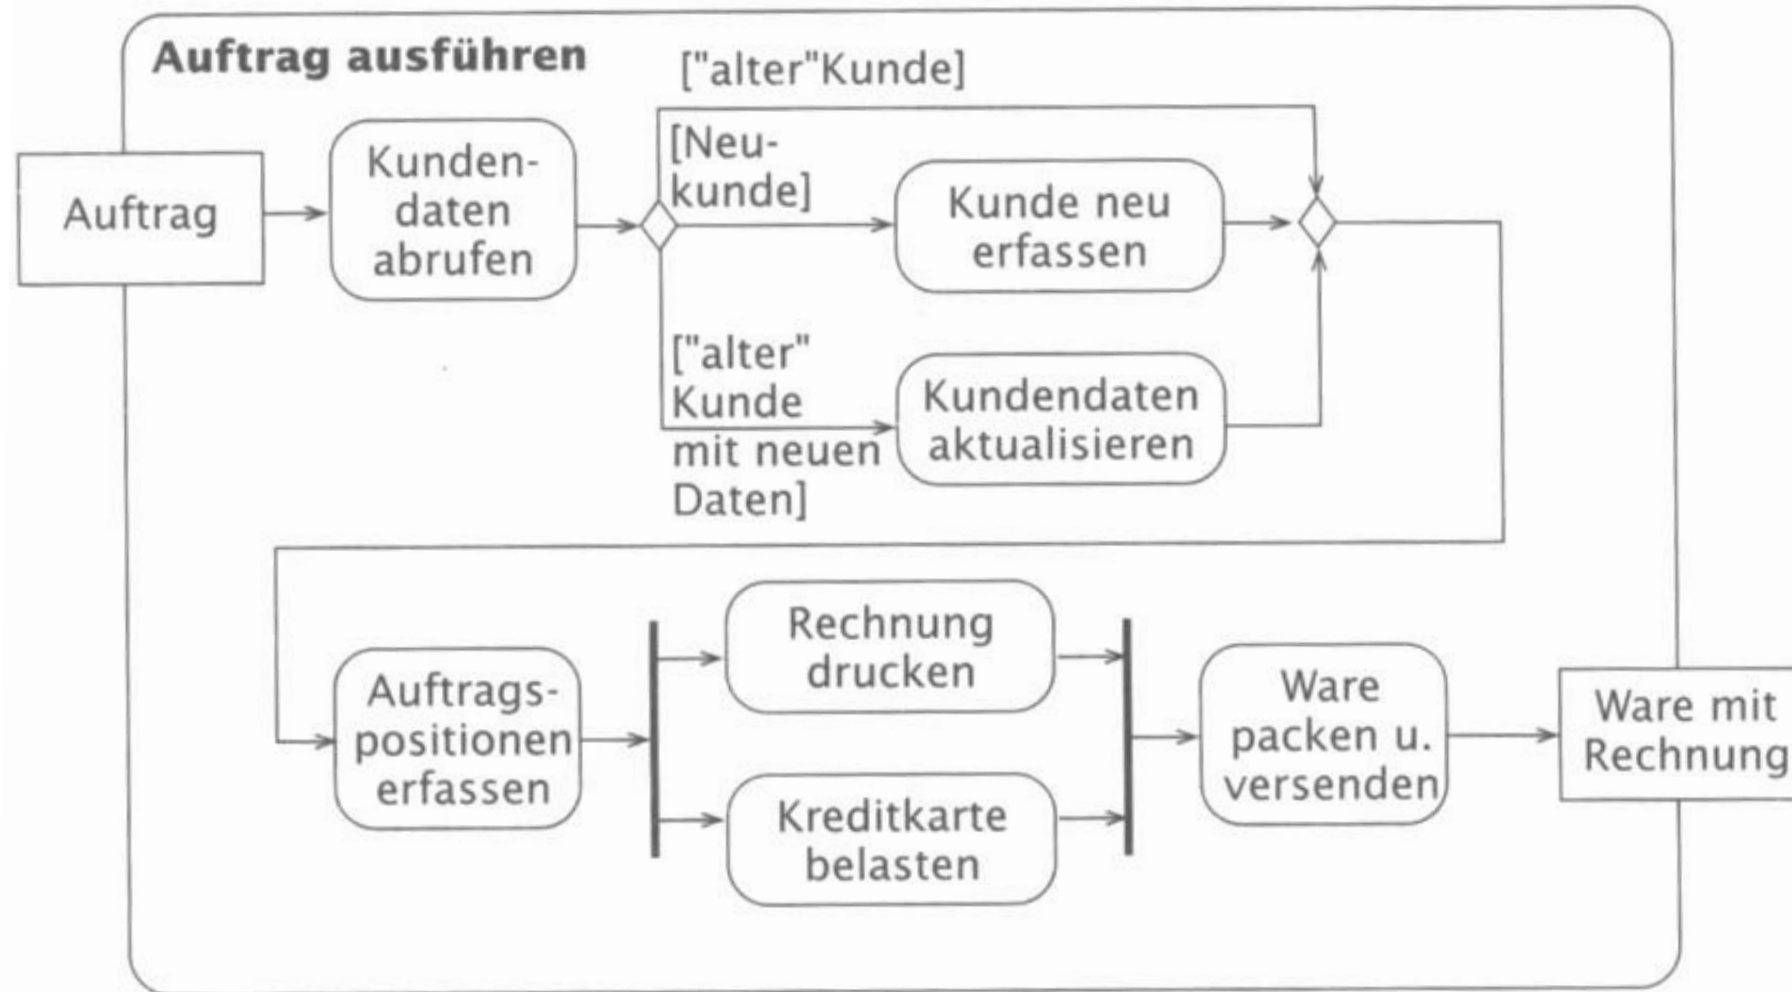 Auftrag ausführen
["alter"Kunde]
[Neu-
kunde]
Kunden-
daten
abrufen
Auftrag
Kunde neu
erfassen
["alter"
Kunde
mit neuen
Daten]
Kundendaten
aktualisieren
Auftrags-
positionen
erfassen
Rechnung
drucken
Kreditkarte
belasten
Ware
packen u.
versenden
Ware mit
Rechnung